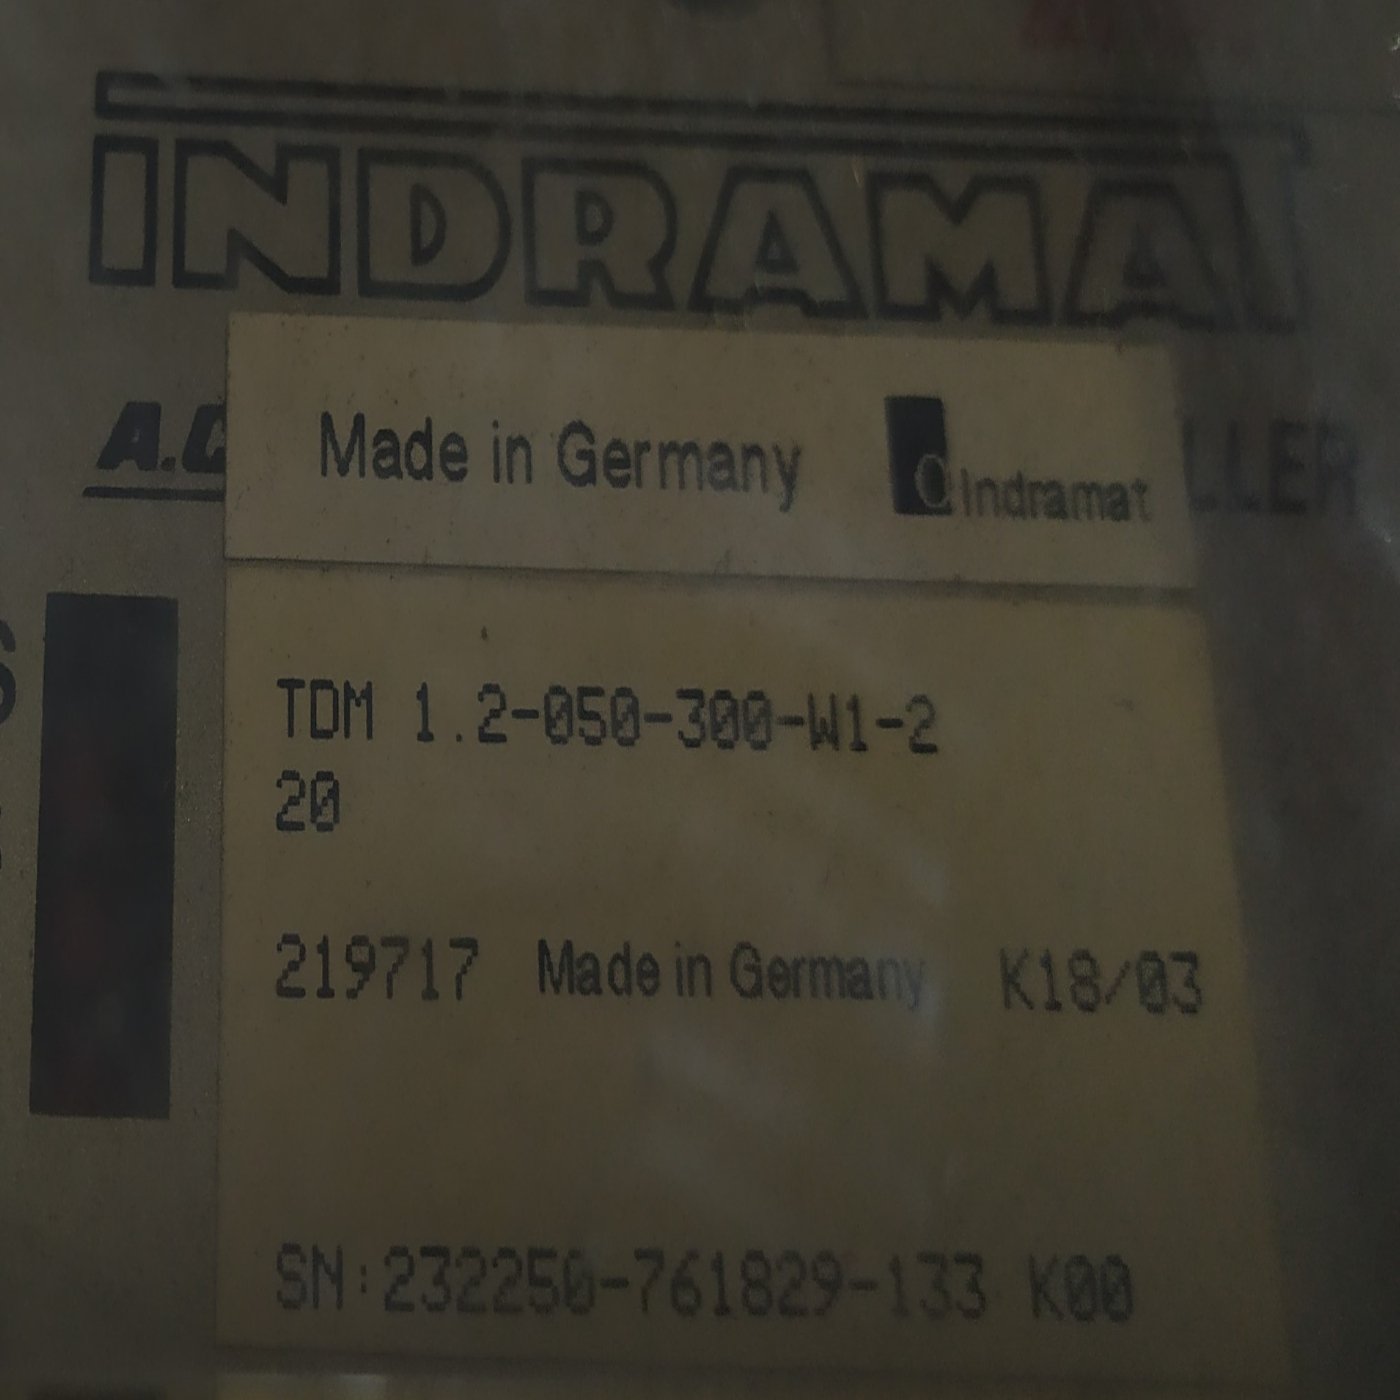 INDRAMAT
A.C
Made in Germany Indramat
LLER
TDM 1.2-050-300-W1-2
20
219717 Made in Germany K18/03
SN:232250-761829-133 K00